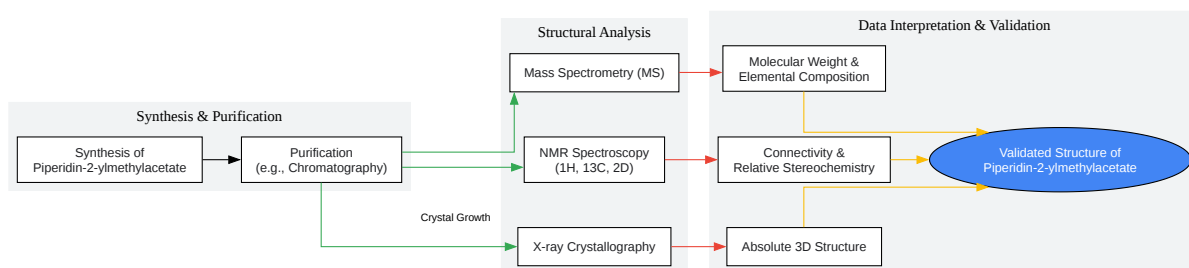 Synthesis & Purification
Synthesis of
Piperidin-2-ylmethylacetate
Purification
(e.g., Chromatography)
Crystal Growth
Structural Analysis
Mass Spectrometry (MS)
NMR Spectroscopy
(1H, 13C, 2D)
X-ray Crystallography
Data Interpretation & Validation
Molecular Weight &
Elemental Composition
Connectivity &
Relative Stereochemistry
Absolute 3D Structure
Validated Structure of
Piperidin-2-ylmethylacetate